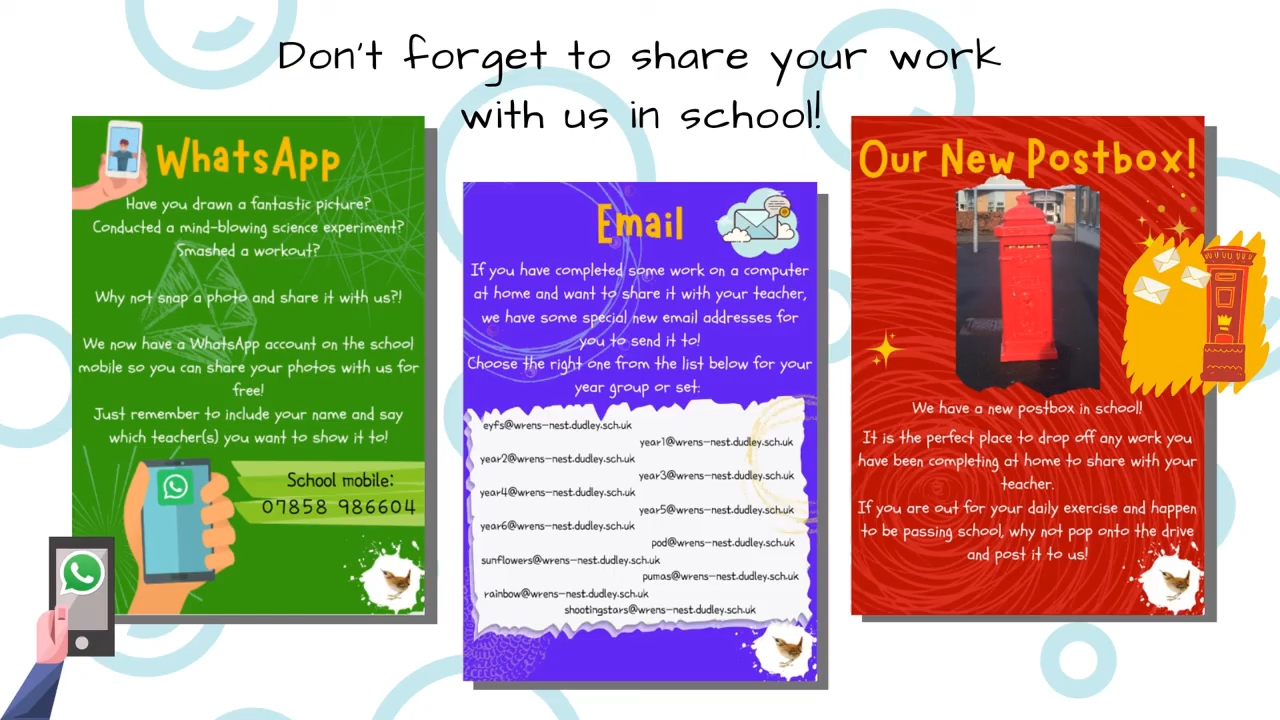 Don't forget to share your work
with us in school!
WhatsApp
Have you drawn a fantastic picture?
Conducted a mind-blowing science experiment?
Smashed a workout?
Why not snap a photo and share it with us?!
We now have a WhatsApp account on the school
mobile so you can share your photos with us for
free!
Just remember to include your name and say
which teacher(s) you want to show it to!
School mobile:
07858 986604
Email
If you have completed some work on a computer
at home and want to share it with your teacher,
we have some special new email addresses for
you to send it to!
Choose the right one from the list below for your
year group or set:
eyfs@wrens-nest.dudley.sch.uk
year1@wrens-nest.dudley.sch.uk
year2@wrens-nest.dudley.sch.uk
year3@wrens-nest.dudley.sch.uk
year4@wrens-nest.dudley.sch.uk
year5@wrens-nest.dudley.sch.uk
year6@wrens-nest.dudley.sch.uk
pod@wrens-nest.dudley.sch.uk
sunflowers@wrens-nest.dudley.sch.uk
pumas@wrens-nest.dudley.sch.uk
rainbow@wrens-nest.dudley.sch.uk
shootingstars@wrens-nest.dudley.sch.uk
Our New Postbox!
We have a new postbox in school!
It is the perfect place to drop off any work you
have been completing at home to share with your
teacher.
If you are out for your daily exercise and happen
to be passing school, why not pop onto the drive
and post it to us!